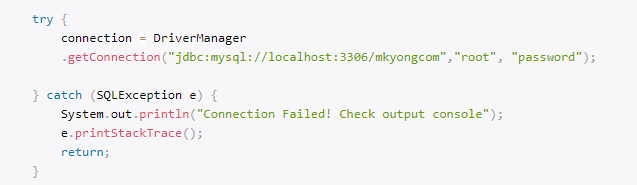 try {
    connection = DriverManager
    .getConnection("jdbc:mysql://localhost:3306/mkyongcom","root", "password");
} catch (SQLException e) {
    System.out.println("Connection Failed! Check output console");
    e.printStackTrace();
    return;
}